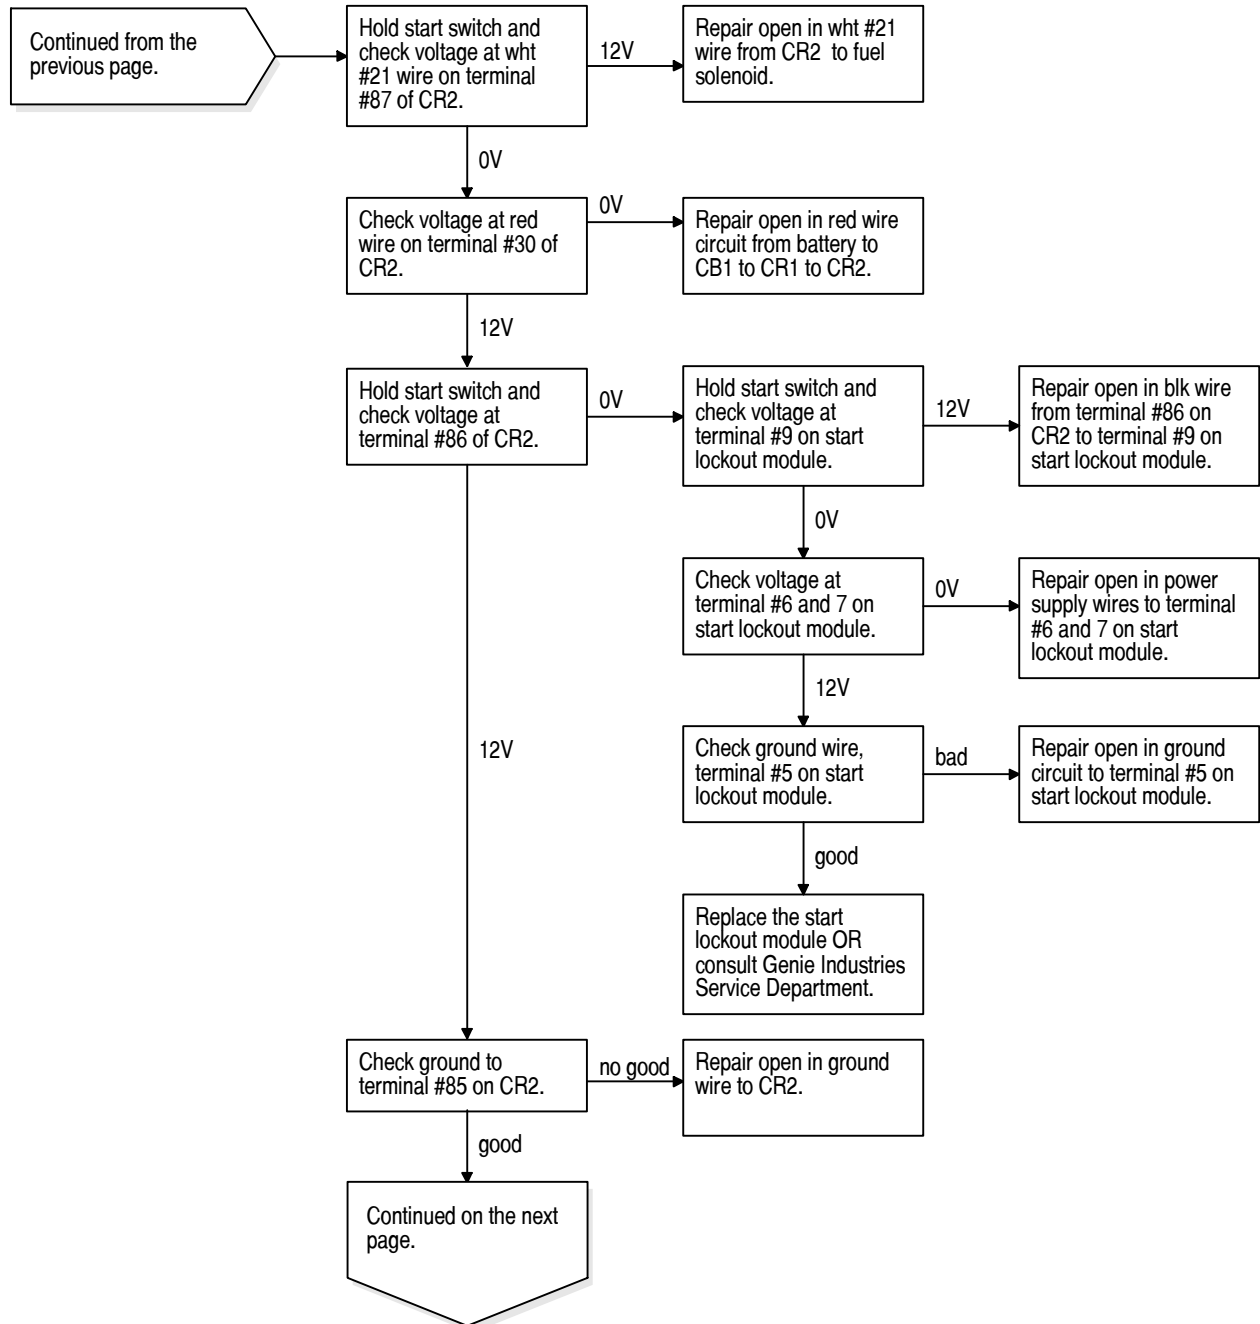 Continued from the
previous page.
Hold start switch and
check voltage at wht
#21 wire on terminal
#87 of CR2.
12V
Repair open in wht #21
wire from CR2 to fuel
solenoid.
0V
Check voltage at red
wire on terminal #30 of
CR2.
0V
Repair open in red wire
circuit from battery to
CB1 to CR1 to CR2.
12V
Hold start switch and
check voltage at
terminal #86 of CR2.
0V
Hold start switch and
check voltage at
terminal #9 on start
lockout module.
12V
Repair open in blk wire
from terminal #86 on
CR2 to terminal #9 on
start lockout module.
0V
Check voltage at
terminal #6 and 7 on
start lockout module.
0V
Repair open in power
supply wires to terminal
#6 and 7 on start
lockout module.
12V
12V
Check ground wire,
terminal #5 on start
lockout module.
bad
Repair open in ground
circuit to terminal #5 on
start lockout module.
good
Replace the start
lockout module OR
consult Genie Industries
Service Department.
Check ground to
terminal #85 on CR2.
no good
Repair open in ground
wire to CR2.
good
Continued on the next
page.